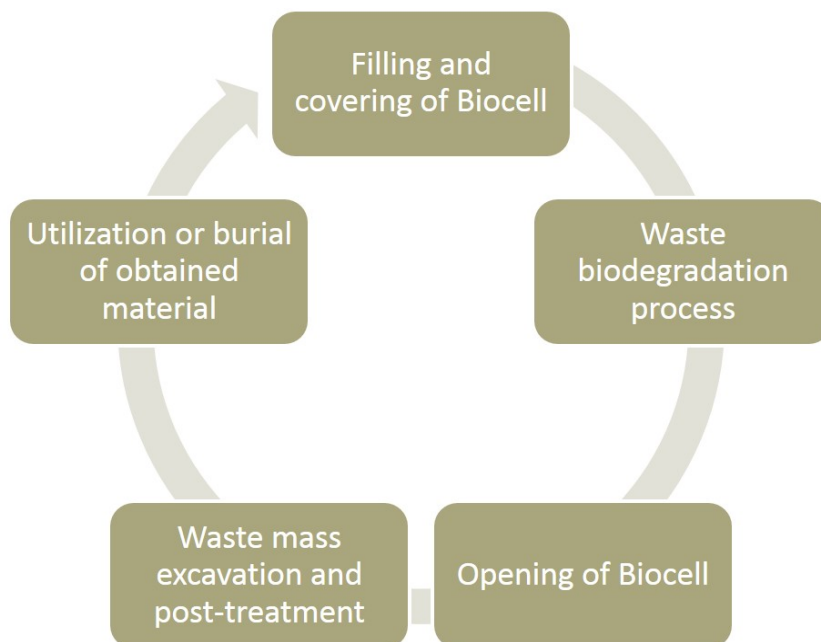 Filling and
covering of Biocell
Waste
biodegradation
process
Opening of Biocell
Waste mass
excavation and
post-treatment
Utilization or burial
of obtained
material